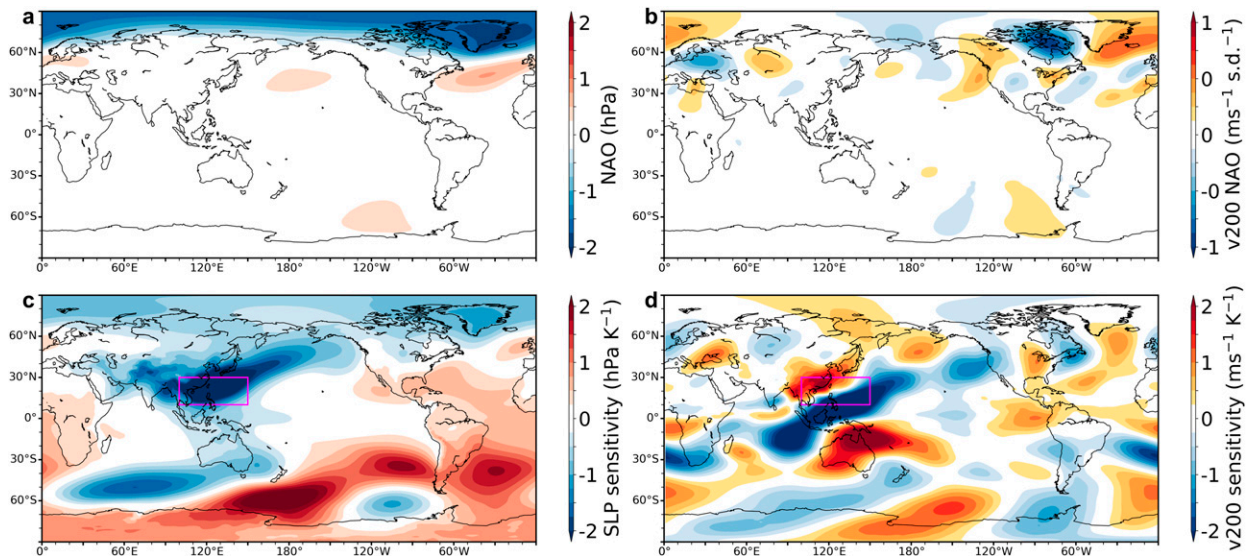 a
60°N
30°N
0°
30°S
60°S
0° 60°E 120°E 180° 120°W 60°W
2
1
0
-1
-2
NAO (hPa)
b
60°N
30°N
0°
30°S
60°S
0° 60°E 120°E 180° 120°W 60°W
1
0
0
-0
-1
v200 NAO (ms⁻¹ s.d.⁻¹)
c
60°N
30°N
0°
30°S
60°S
0° 60°E 120°E 180° 120°W 60°W
2
1
0
-1
-2
SLP sensitivity (hPa K⁻¹)
d
60°N
30°N
0°
30°S
60°S
0° 60°E 120°E 180° 120°W 60°W
2
1
0
-1
-2
v200 sensitivity (ms⁻¹ K⁻¹)